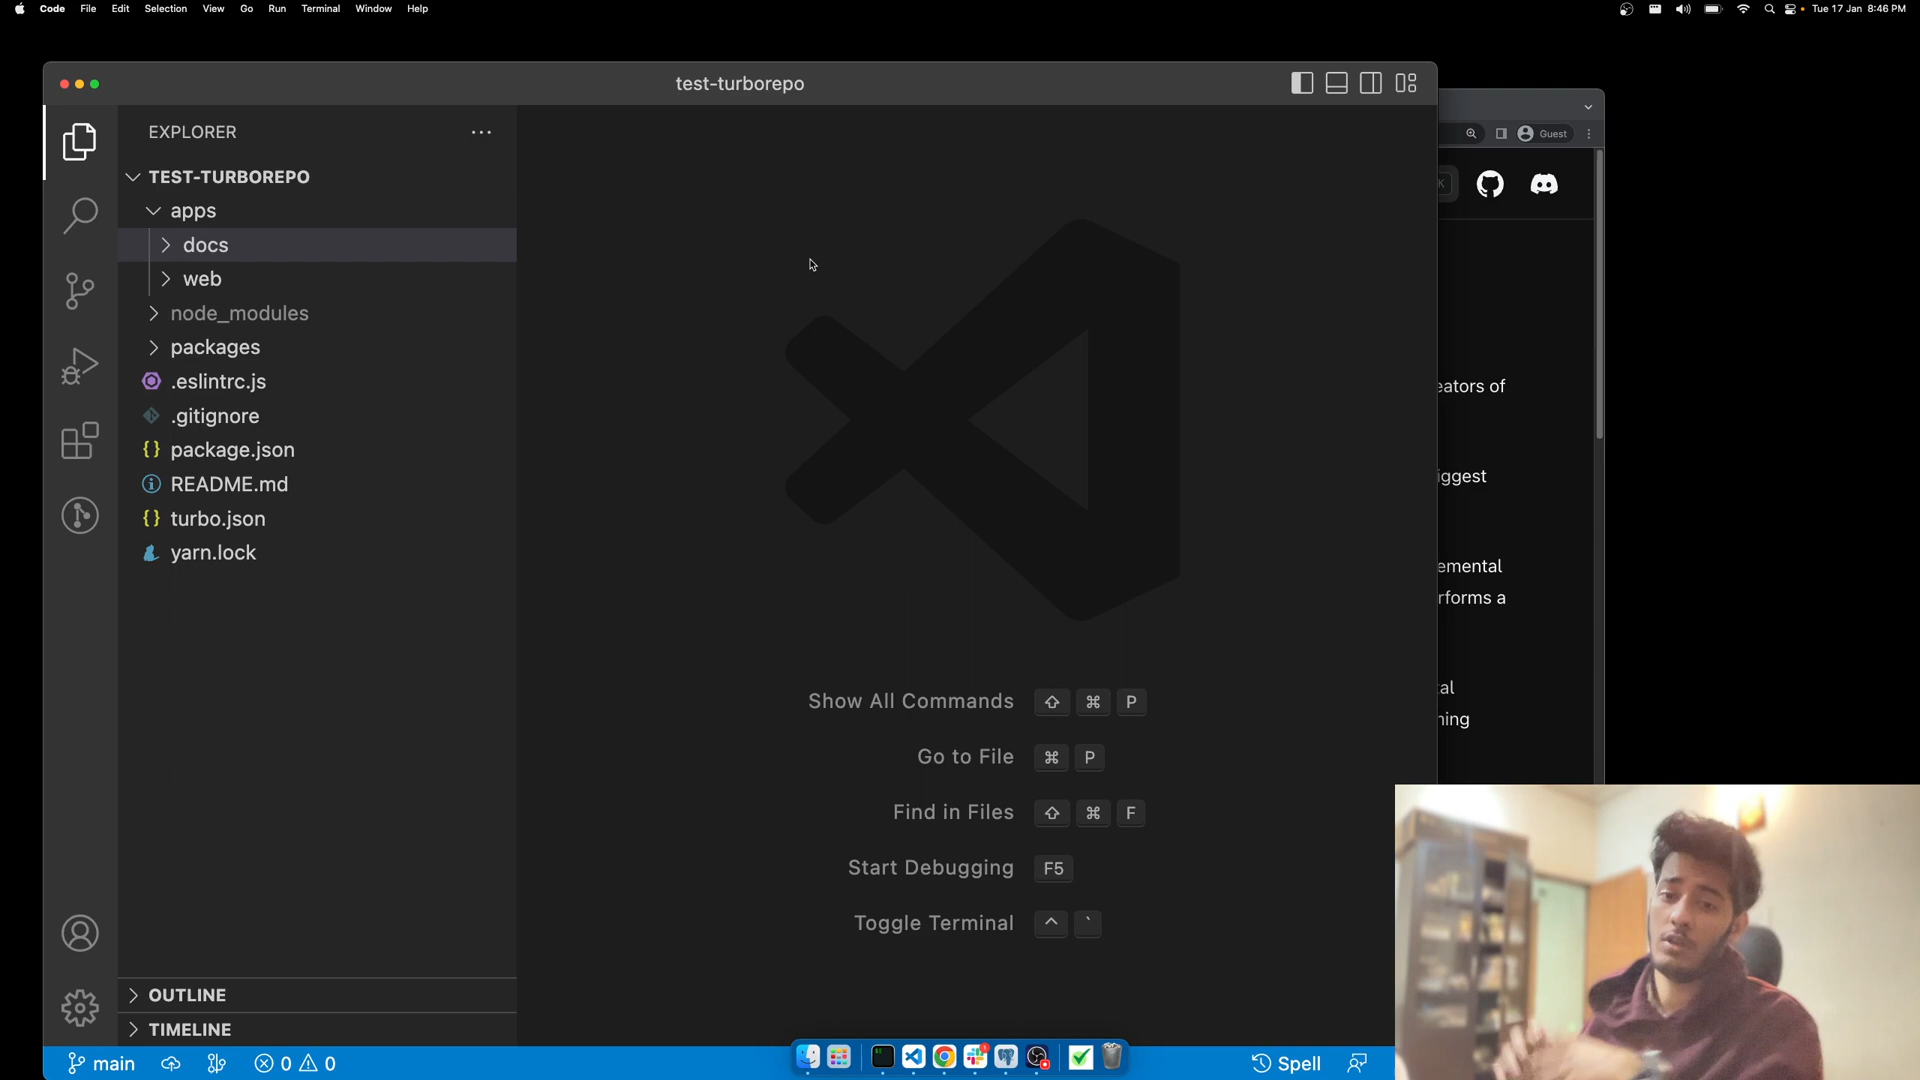 Code File Edit Selection View Go Run Terminal Window Help
Tue 17 Jan 8:46 PM
test-turborepo
EXPLORER
TEST-TURBOREPO
apps
docs
web
node_modules
packages
.eslintrc.js
.gitignore
package.json
README.md
turbo.json
yarn.lock
Show All Commands ⇧ ⌘ P
Go to File ⌘ P
Find in Files ⇧ ⌘ F
Start Debugging F5
Toggle Terminal ^ `
Guest
K
eators of
iggest
emental
rforms a
al
ning
OUTLINE
TIMELINE
main 0 0
Spell